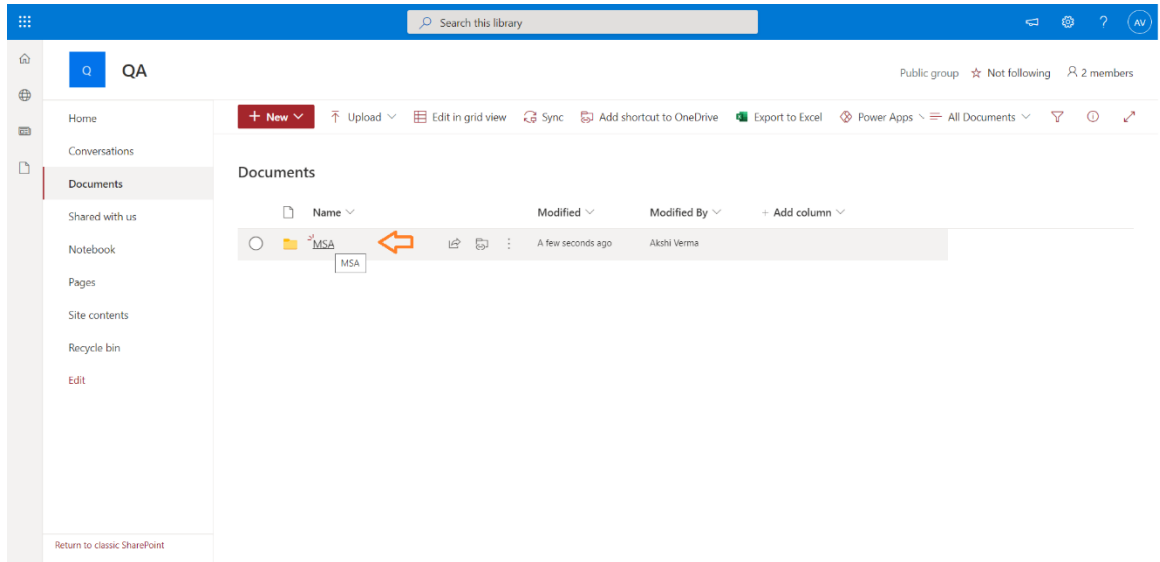 Search this library
AV
Q QA
Public group Not following 2 members
Home
Conversations
Documents
Shared with us
Notebook
Pages
Site contents
Recycle bin
Edit
Return to classic SharePoint
+ New Upload Edit in grid view Sync Add shortcut to OneDrive Export to Excel Power Apps All Documents
Documents
Name Modified Modified By + Add column
MSA A few seconds ago Akshi Verma
MSA